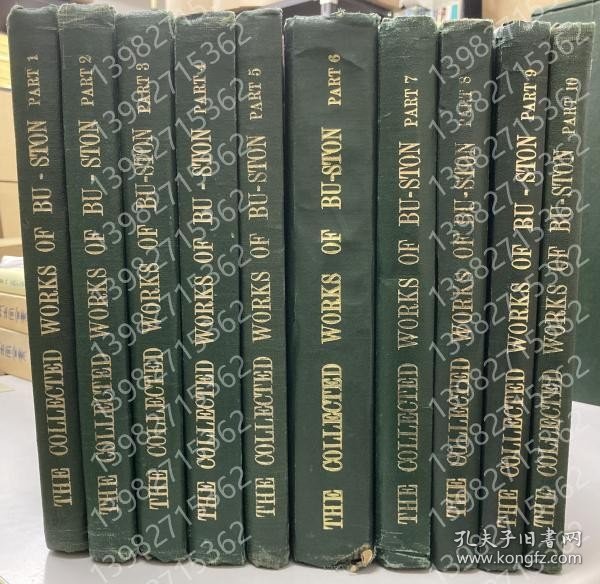 THE COLLECTED WORKS OF BU-STON PART 1
THE COLLECTED WORKS OF BU-STON PART 2
THE COLLECTED WORKS OF BU-STON PART 3
THE COLLECTED WORKS OF BU-STON PART 4
THE COLLECTED WORKS OF BU-STON PART 5
THE COLLECTED WORKS OF BU-STON PART 6
THE COLLECTED WORKS OF BU-STON PART 7
THE COLLECTED WORKS OF BU-STON PART 8
THE COLLECTED WORKS OF BU-STON PART 9
THE COLLECTED WORKS OF BU-STON PART 10
13982715362
孔夫子旧书网
www.kongfz.com